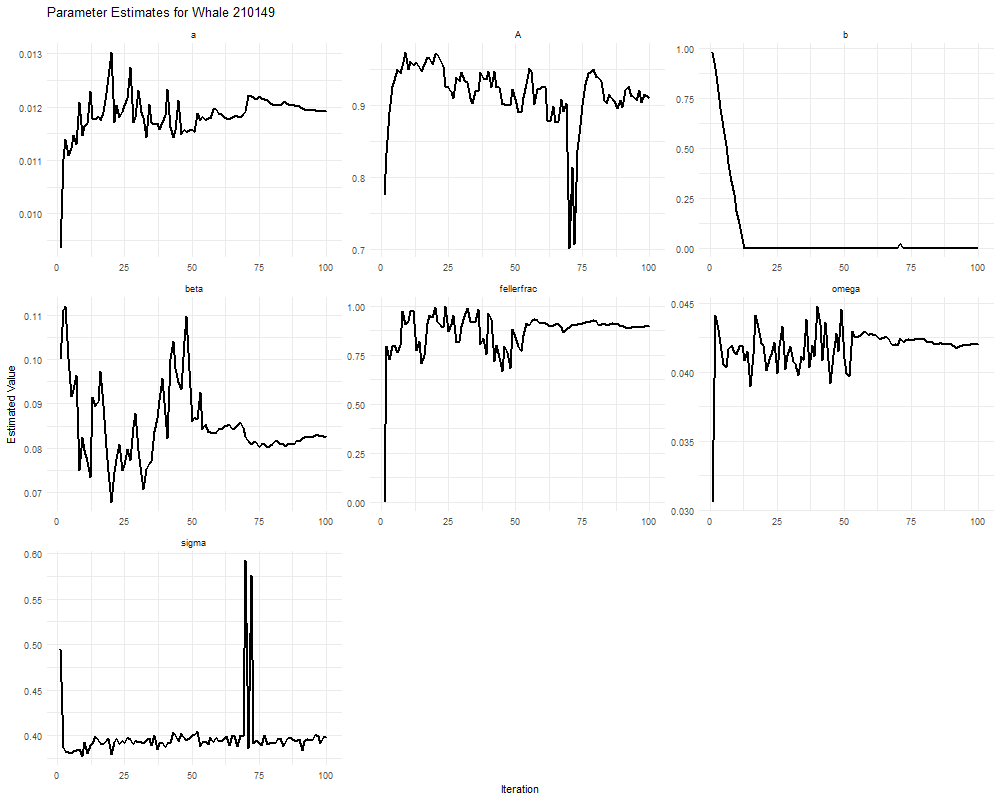 Parameter Estimates for Whale 210149
a
A
b
0.013
0.012
0.011
0.010
0.9
0.8
0.7
1.00
0.75
0.50
0.25
0.00
0 25 50 75 100
0 25 50 75 100
0 25 50 75 100
beta
fellerfrac
omega
0.11
0.10
0.09
0.08
0.07
1.00
0.75
0.50
0.25
0.00
0.045
0.040
0.035
0.030
0 25 50 75 100
0 25 50 75 100
0 25 50 75 100
Estimated Value
sigma
0.60
0.55
0.50
0.45
0.40
0 25 50 75 100
Iteration